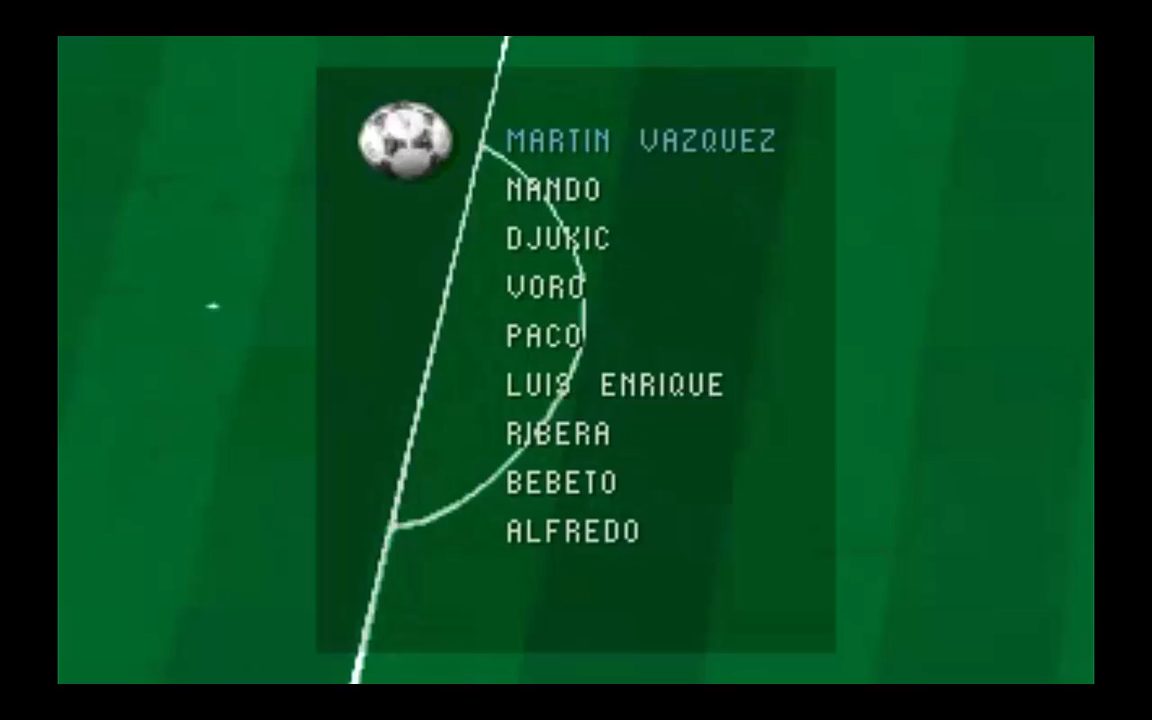 MARTIN VAZQUEZ
NANDO
DJUKIC
VORO
PACO
LUIS ENRIQUE
RIBERA
BEBETO
ALFREDO